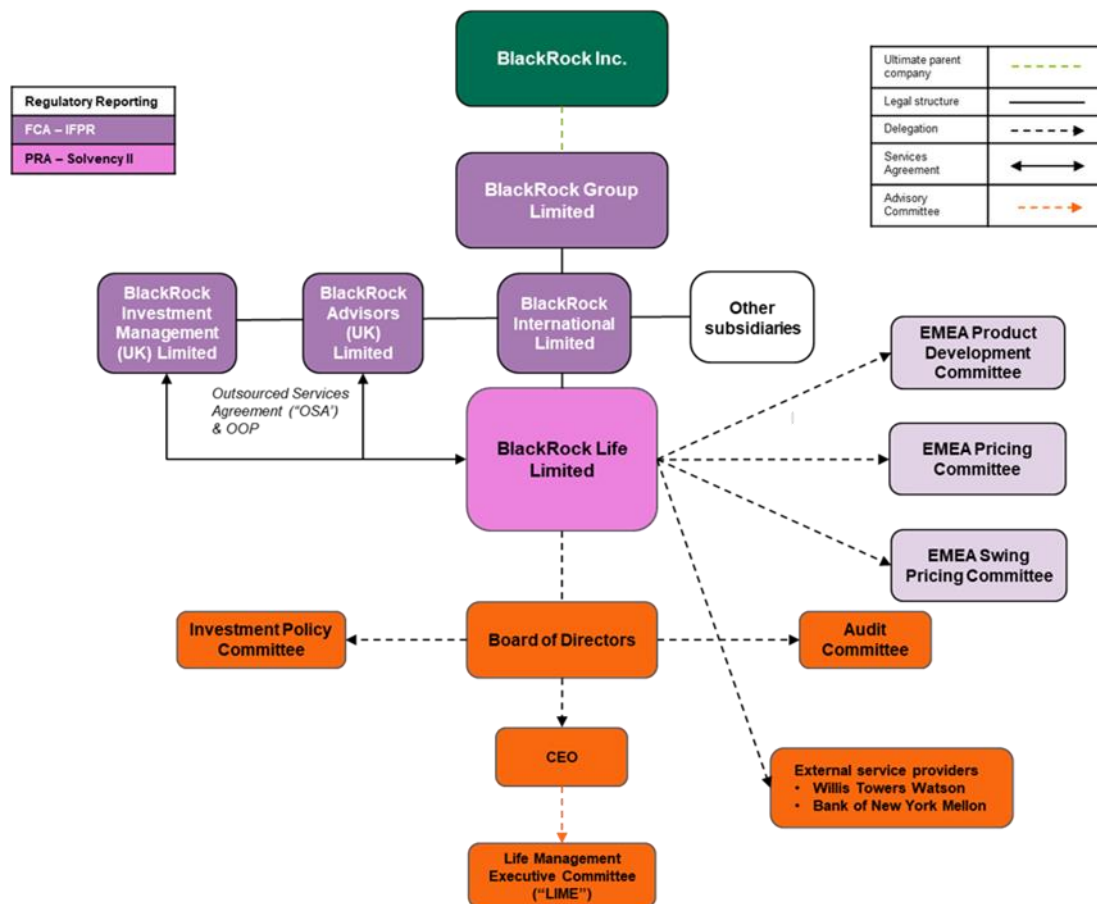 BlackRock Inc.
Regulatory Reporting
FCA – IFPR
PRA – Solvency II
Ultimate parent
company
Legal structure
Delegation
Services
Agreement
Advisory
Committee
BlackRock Group
Limited
BlackRock
Investment
Management
(UK) Limited
BlackRock
Advisors
(UK)
Limited
BlackRock
International
Limited
Other
subsidiaries
Outsourced Services
Agreement ("OSA')
& OOP
BlackRock Life
Limited
EMEA Product
Development
Committee
EMEA Pricing
Committee
EMEA Swing
Pricing Committee
Investment Policy
Committee
Board of Directors
Audit
Committee
CEO
External service providers
• Willis Towers Watson
• Bank of New York Mellon
Life Management
Executive Committee
("LIME")